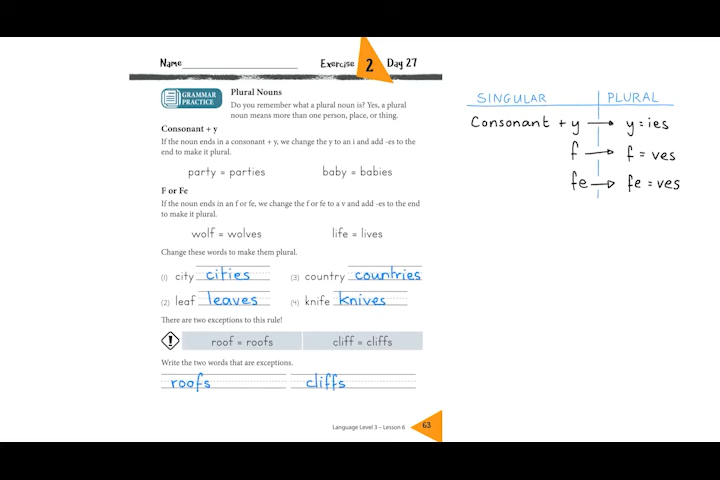 Name Exercise 2 Day 27
GRAMMAR
PRACTICE
Plural Nouns
Do you remember what a plural noun is? Yes, a plural
noun means more than one person, place, or thing.
Consonant + y
If the noun ends in a consonant + y, we change the y to an i and add -es to the
end to make it plural.
party = parties baby = babies
F or Fe
If the noun ends in an f or fe, we change the f or fe to a v and add -es to the end
to make it plural.
wolf = wolves life = lives
Change these words to make them plural.
(1) city cities (3) country countries
(2) leaf leaves (4) knife knives
There are two exceptions to this rule!
! roof = roofs cliff = cliffs
Write the two words that are exceptions.
roofs cliffs
Language Level 3 – Lesson 6 63
SINGULAR PLURAL
Consonant + y → y = ies
f → f = ves
fe → fe = ves